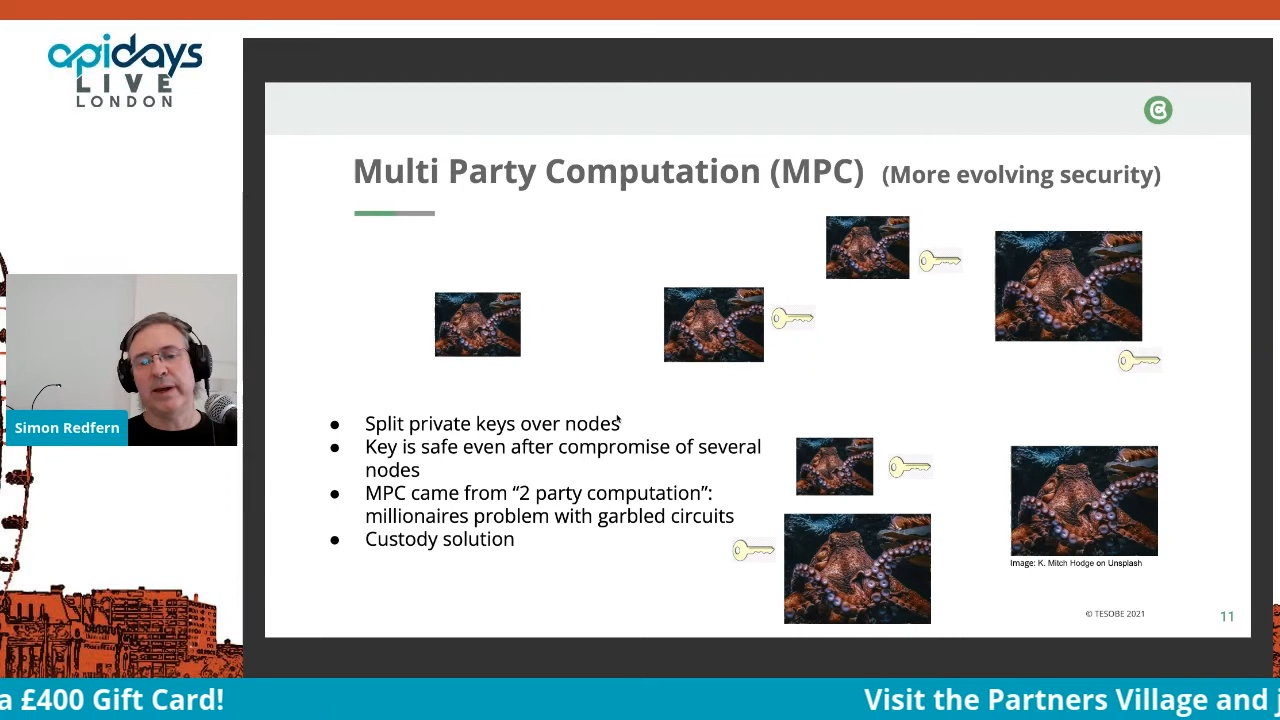 apidays
LIVE
LONDON
Multi Party Computation (MPC) (More evolving security)
Simon Redfern
● Split private keys over nodes
● Key is safe even after compromise of several
nodes
● MPC came from “2 party computation”:
millionaires problem with garbled circuits
● Custody solution
Image: K. Mitch Hodge on Unsplash
© TESOBE 2021
11
a £400 Gift Card!
Visit the Partners Village and j